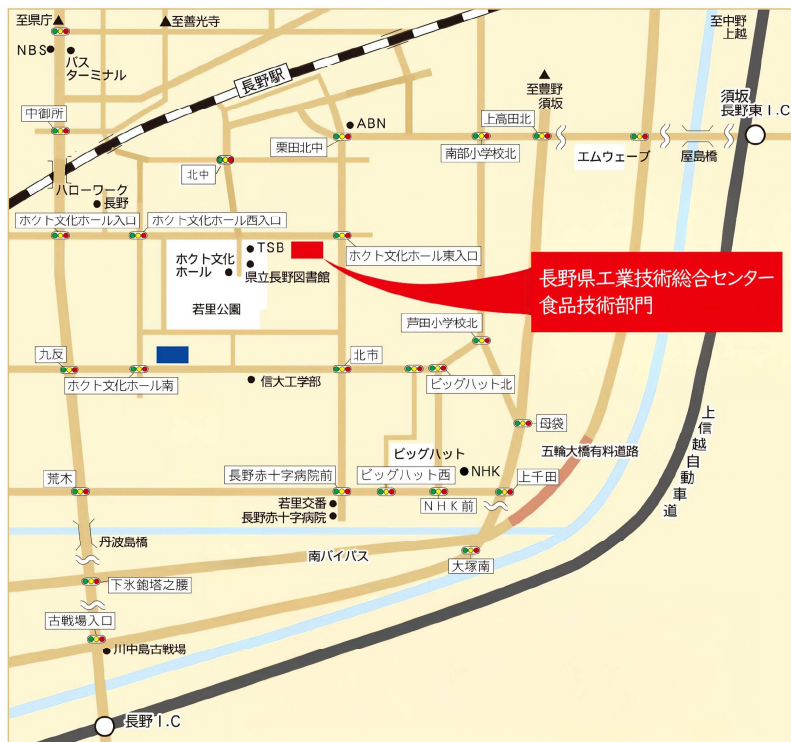 至県庁
至善光寺
至中野
上越
NBS
バス
ターミナル
長野駅
至豊野
須坂
須坂
長野東I.C
中御所
ABN
上高田北
栗田北中
南部小学校北
エムウェーブ
屋島橋
北中
ハローワーク
長野
ホクト文化ホール入口
ホクト文化ホール西入口
TSB
ホクト文化ホール東入口
ホクト文化
ホール
県立長野図書館
長野県工業技術総合センター
食品技術部門
若里公園
芦田小学校北
九反
北市
ホクト文化ホール南
信大工学部
ビッグハット北
上信越自動車道
母袋
ビッグハット
五輪大橋有料道路
荒木
長野赤十字病院前
ビッグハット西
NHK
上千田
若里交番
NHK前
長野赤十字病院
丹波島橋
南バイパス
大塚南
下氷鉋塔之腰
古戦場入口
川中島古戦場
長野I.C